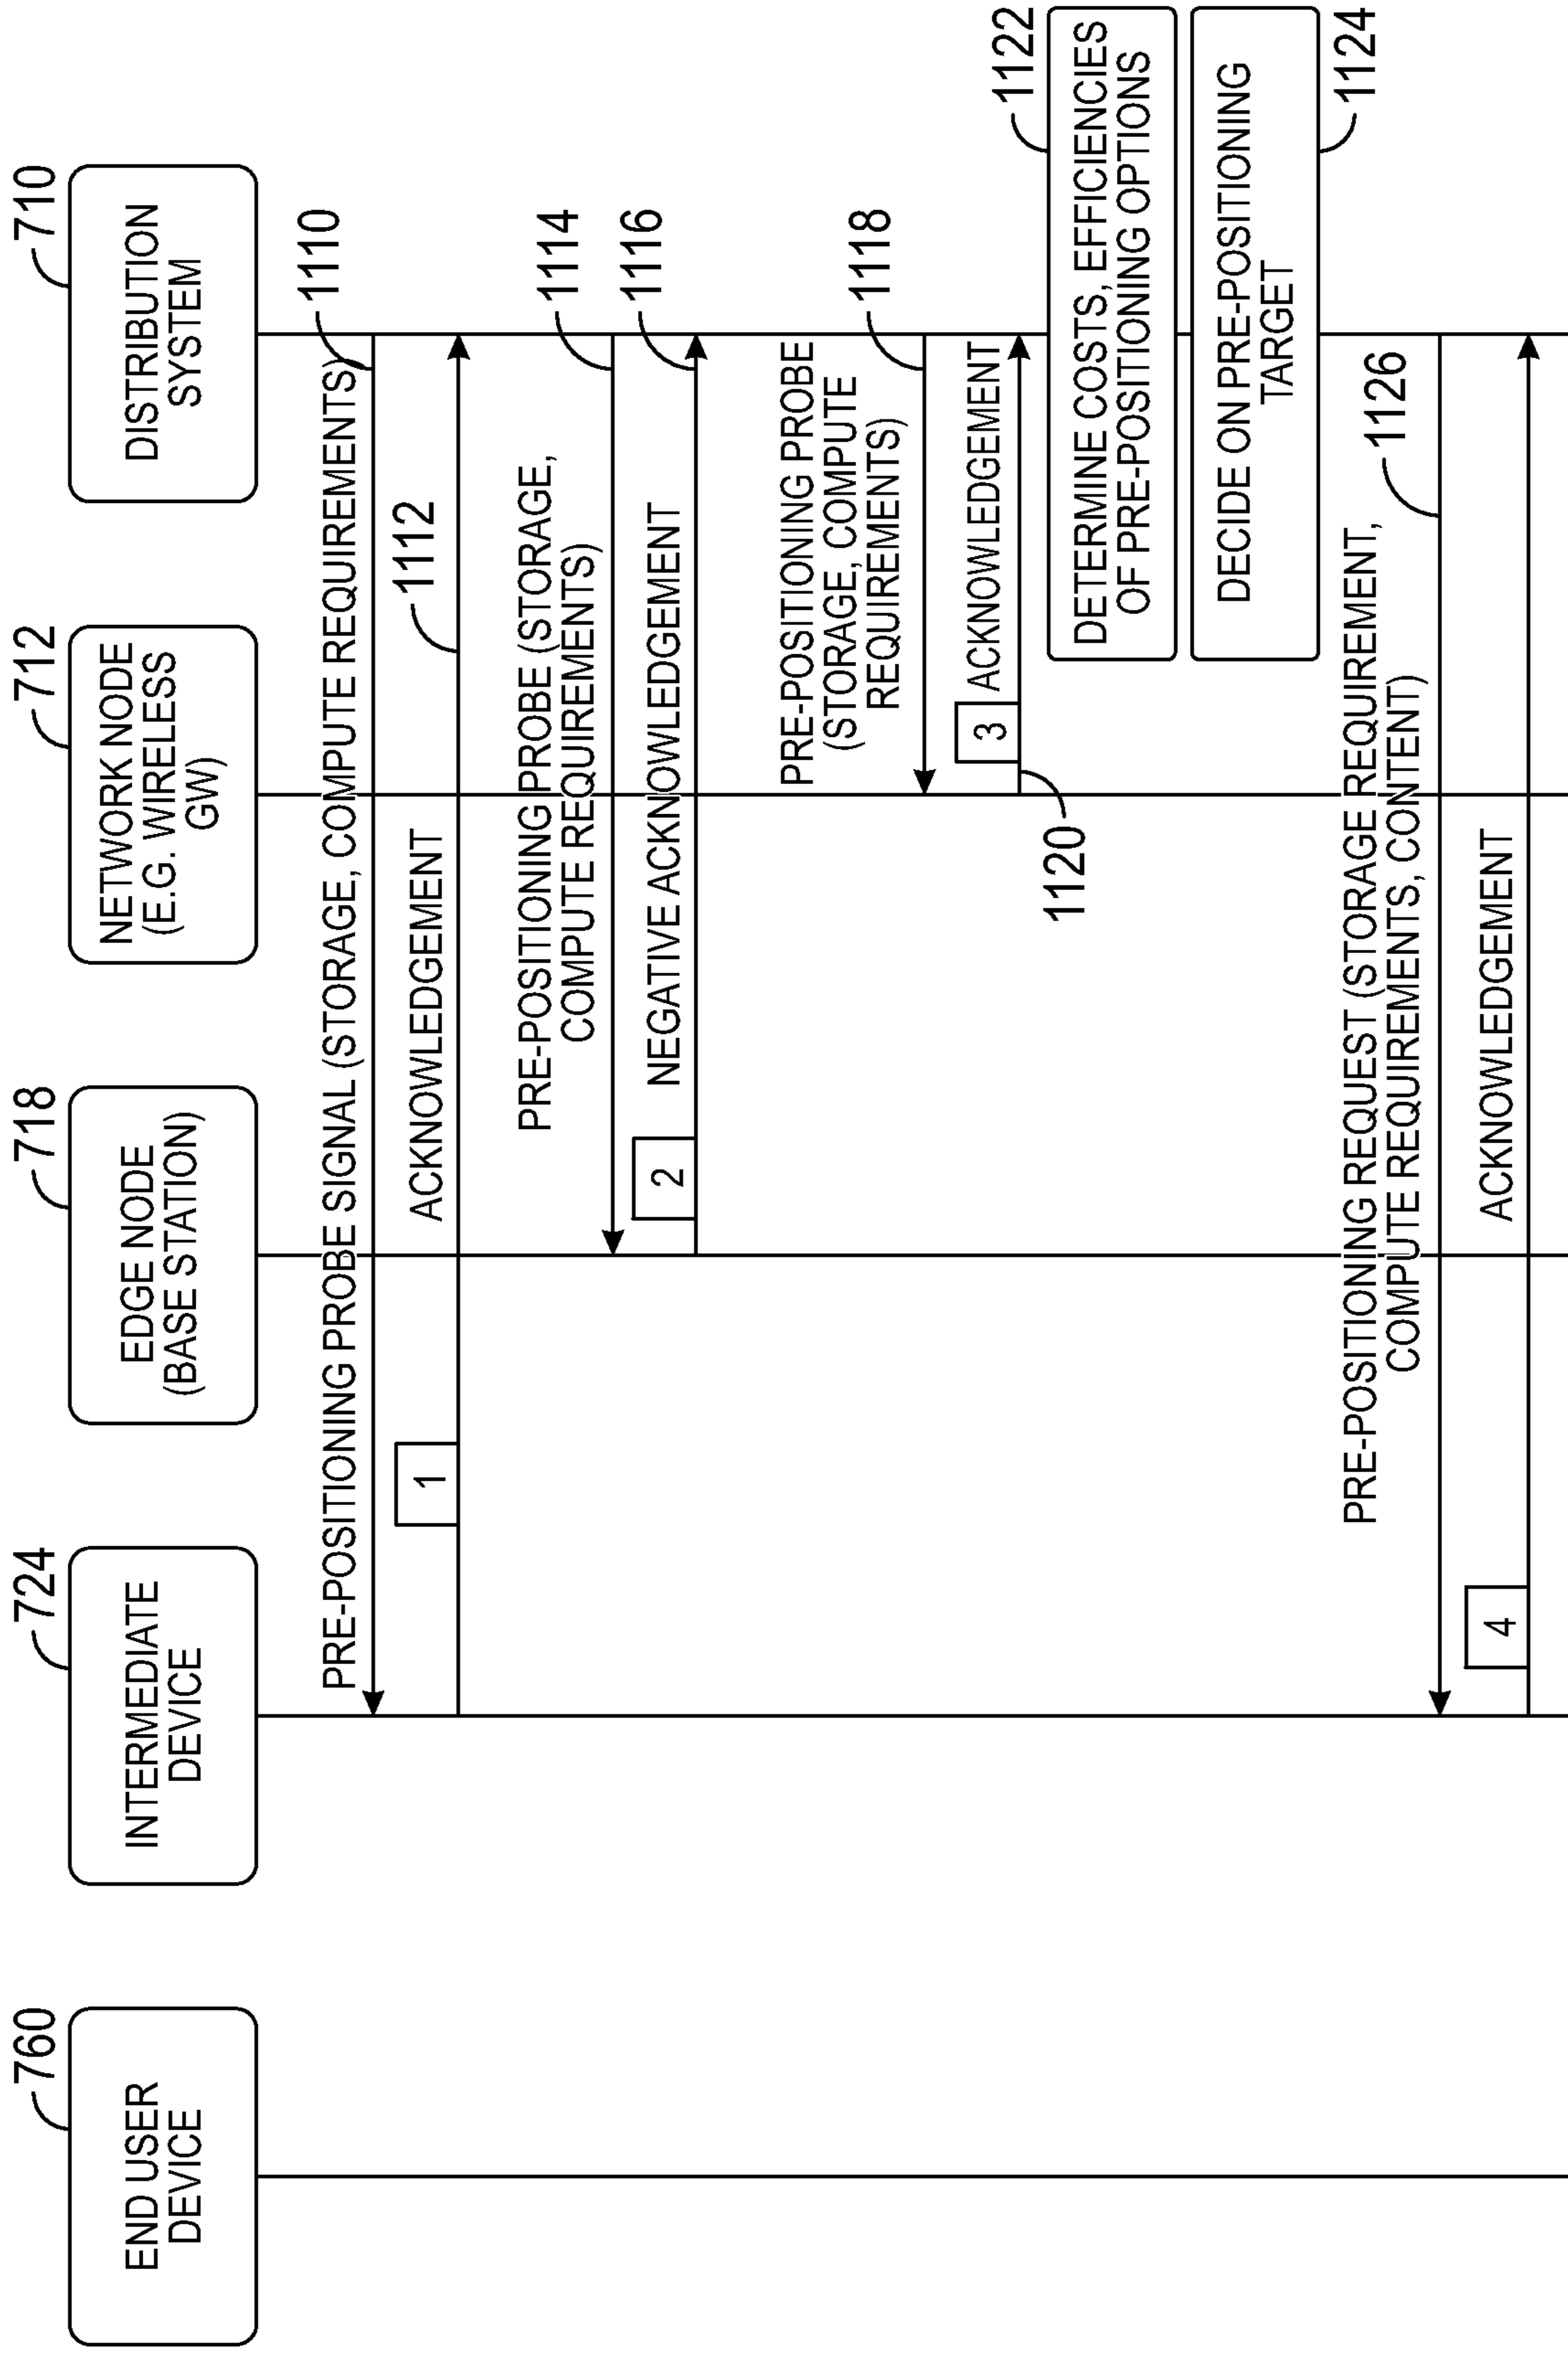 760
END USER
DEVICE
724
INTERMEDIATE
DEVICE
718
EDGE NODE
(BASE STATION)
712
NETWORK NODE
(E.G. WIRELESS
GW)
710
DISTRIBUTION
SYSTEM
PRE-POSITIONING PROBE SIGNAL (STORAGE, COMPUTE REQUIREMENTS)
1110
1
ACKNOWLEDGEMENT
1112
PRE-POSITIONING PROBE (STORAGE,
COMPUTE REQUIREMENTS)
1114
2
NEGATIVE ACKNOWLEDGEMENT
1116
PRE-POSITIONING PROBE
(STORAGE, COMPUTE
REQUIREMENTS)
1118
3
ACKNOWLEDGEMENT
1120
1122
DETERMINE COSTS, EFFICIENCIES
OF PRE-POSITIONING OPTIONS
DECIDE ON PRE-POSITIONING
TARGET
1124
PRE-POSITIONING REQUEST (STORAGE REQUIREMENT,
COMPUTE REQUIREMENTS, CONTENT)
1126
4
ACKNOWLEDGEMENT